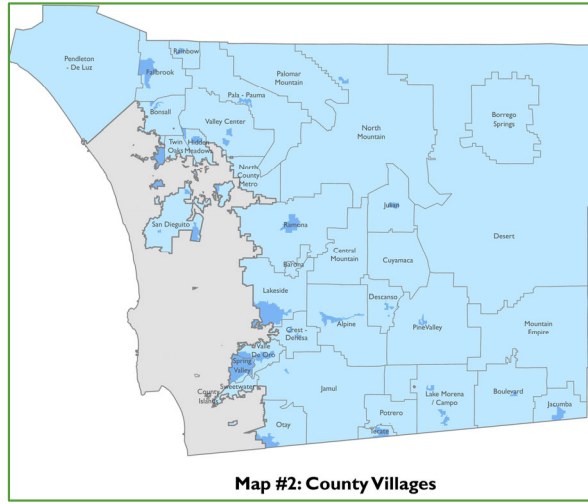 Pendleton
- De Luz
Rainbow
Fallbrook
Palomar
Mountain
Pala - Pauma
Bonsall
Valley Center
North
Mountain
Borrego
Springs
Twin
Oaks
Hidden
Meadows
North
County
Metro
Julian
San Dieguito
Ramona
Desert
Central
Mountain
Cuyamaca
Barona
Lakeside
Descanso
Alpine
Pine Valley
Mountain
Empire
Crest -
Dehesa
Valle
De Oro
Spring
Valley
Sweetwater
County
Islands
Jamul
Lake Morena
/ Campo
Boulevard
Potrero
Jacumba
Otay
Tecate
Map #2: County Villages